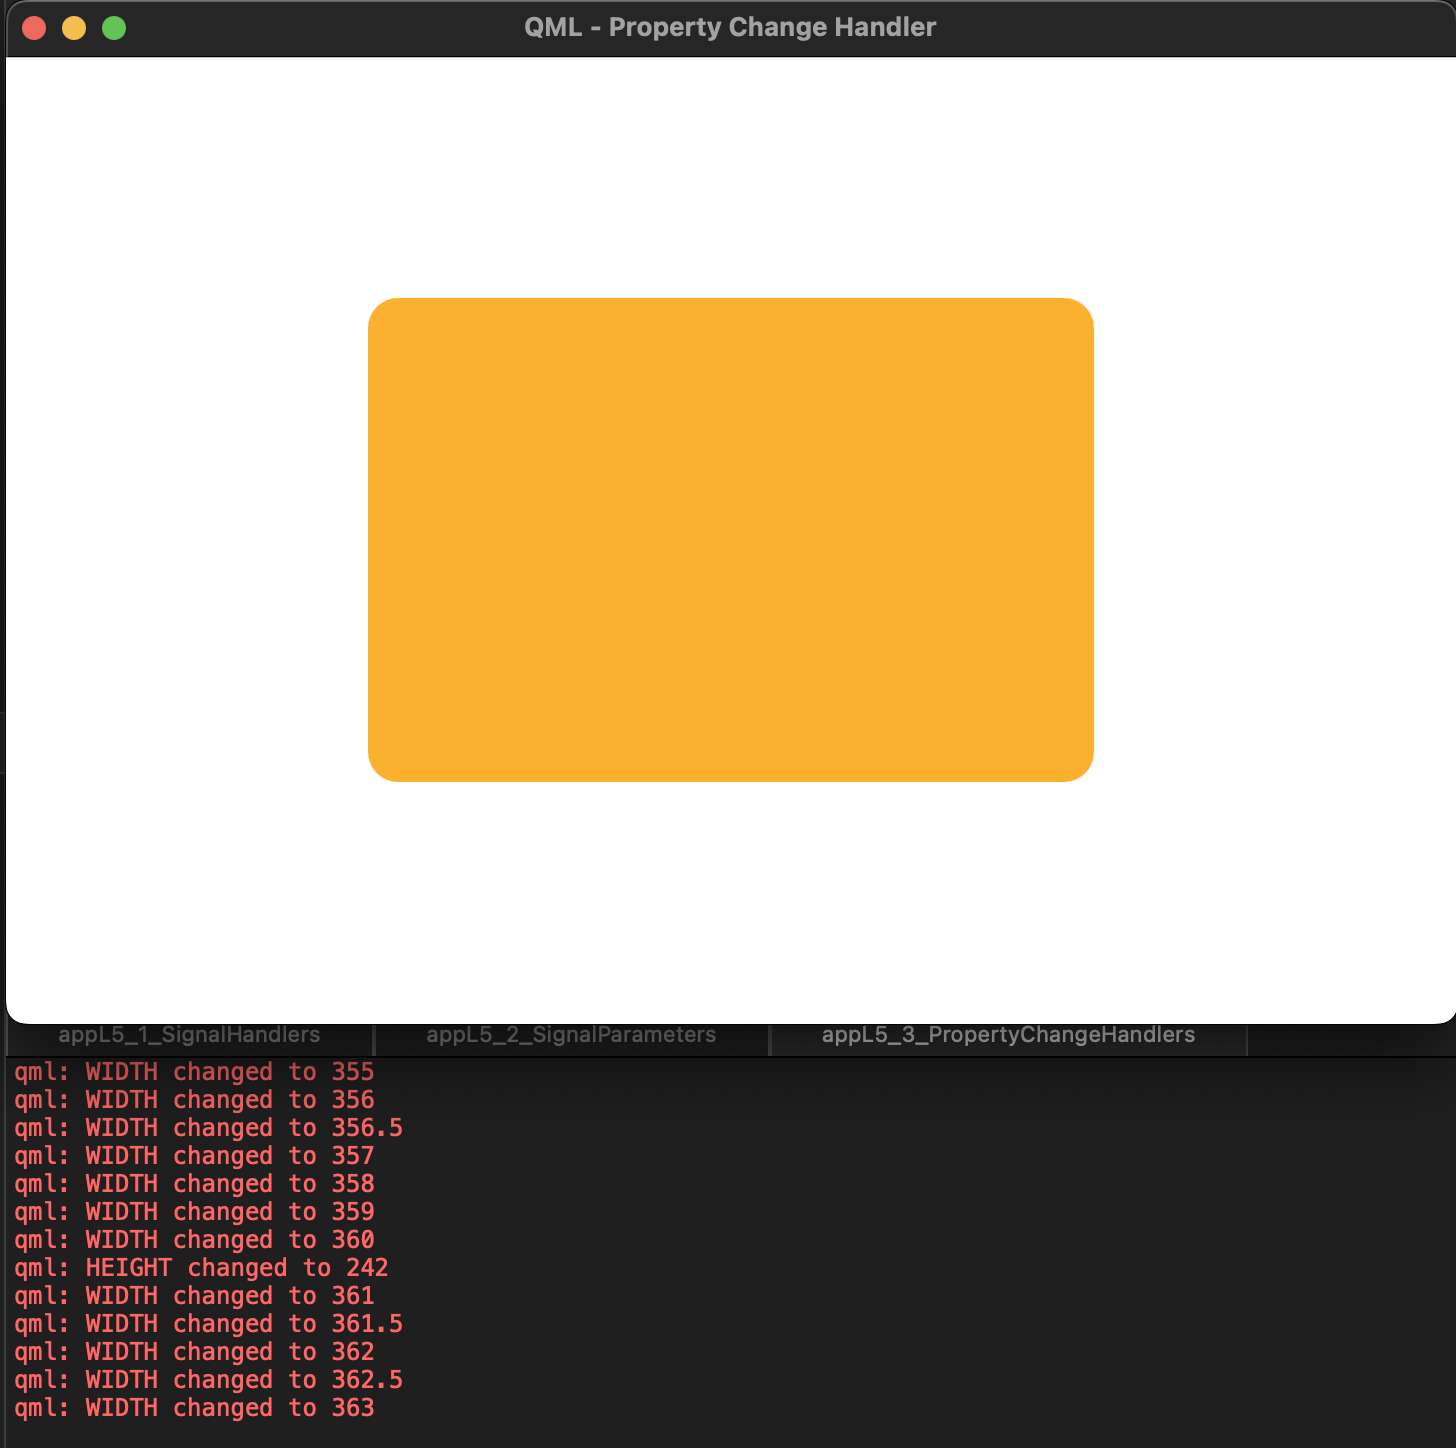 QML - Property Change Handler
appL5_1_SignalHandlers appL5_2_SignalParameters appL5_3_PropertyChangeHandlers
qml: WIDTH changed to 355
qml: WIDTH changed to 356
qml: WIDTH changed to 356.5
qml: WIDTH changed to 357
qml: WIDTH changed to 358
qml: WIDTH changed to 359
qml: WIDTH changed to 360
qml: HEIGHT changed to 242
qml: WIDTH changed to 361
qml: WIDTH changed to 361.5
qml: WIDTH changed to 362
qml: WIDTH changed to 362.5
qml: WIDTH changed to 363